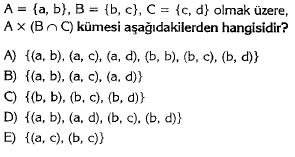 A = {a, b}, B = {b, c}, C = {c, d} olmak üzere,
A × (B ∩ C) kümesi aşağıdakilerden hangisidir?
A) {(a, b), (a, c), (a, d), (b, b), (b, c), (b, d)}
B) {(a, b), (a, c), (a, d)}
C) {(b, b), (b, c), (b, d)}
D) {(a, b), (a, d), (b, c), (b, d)}
E) {(a, c), (b, c)}